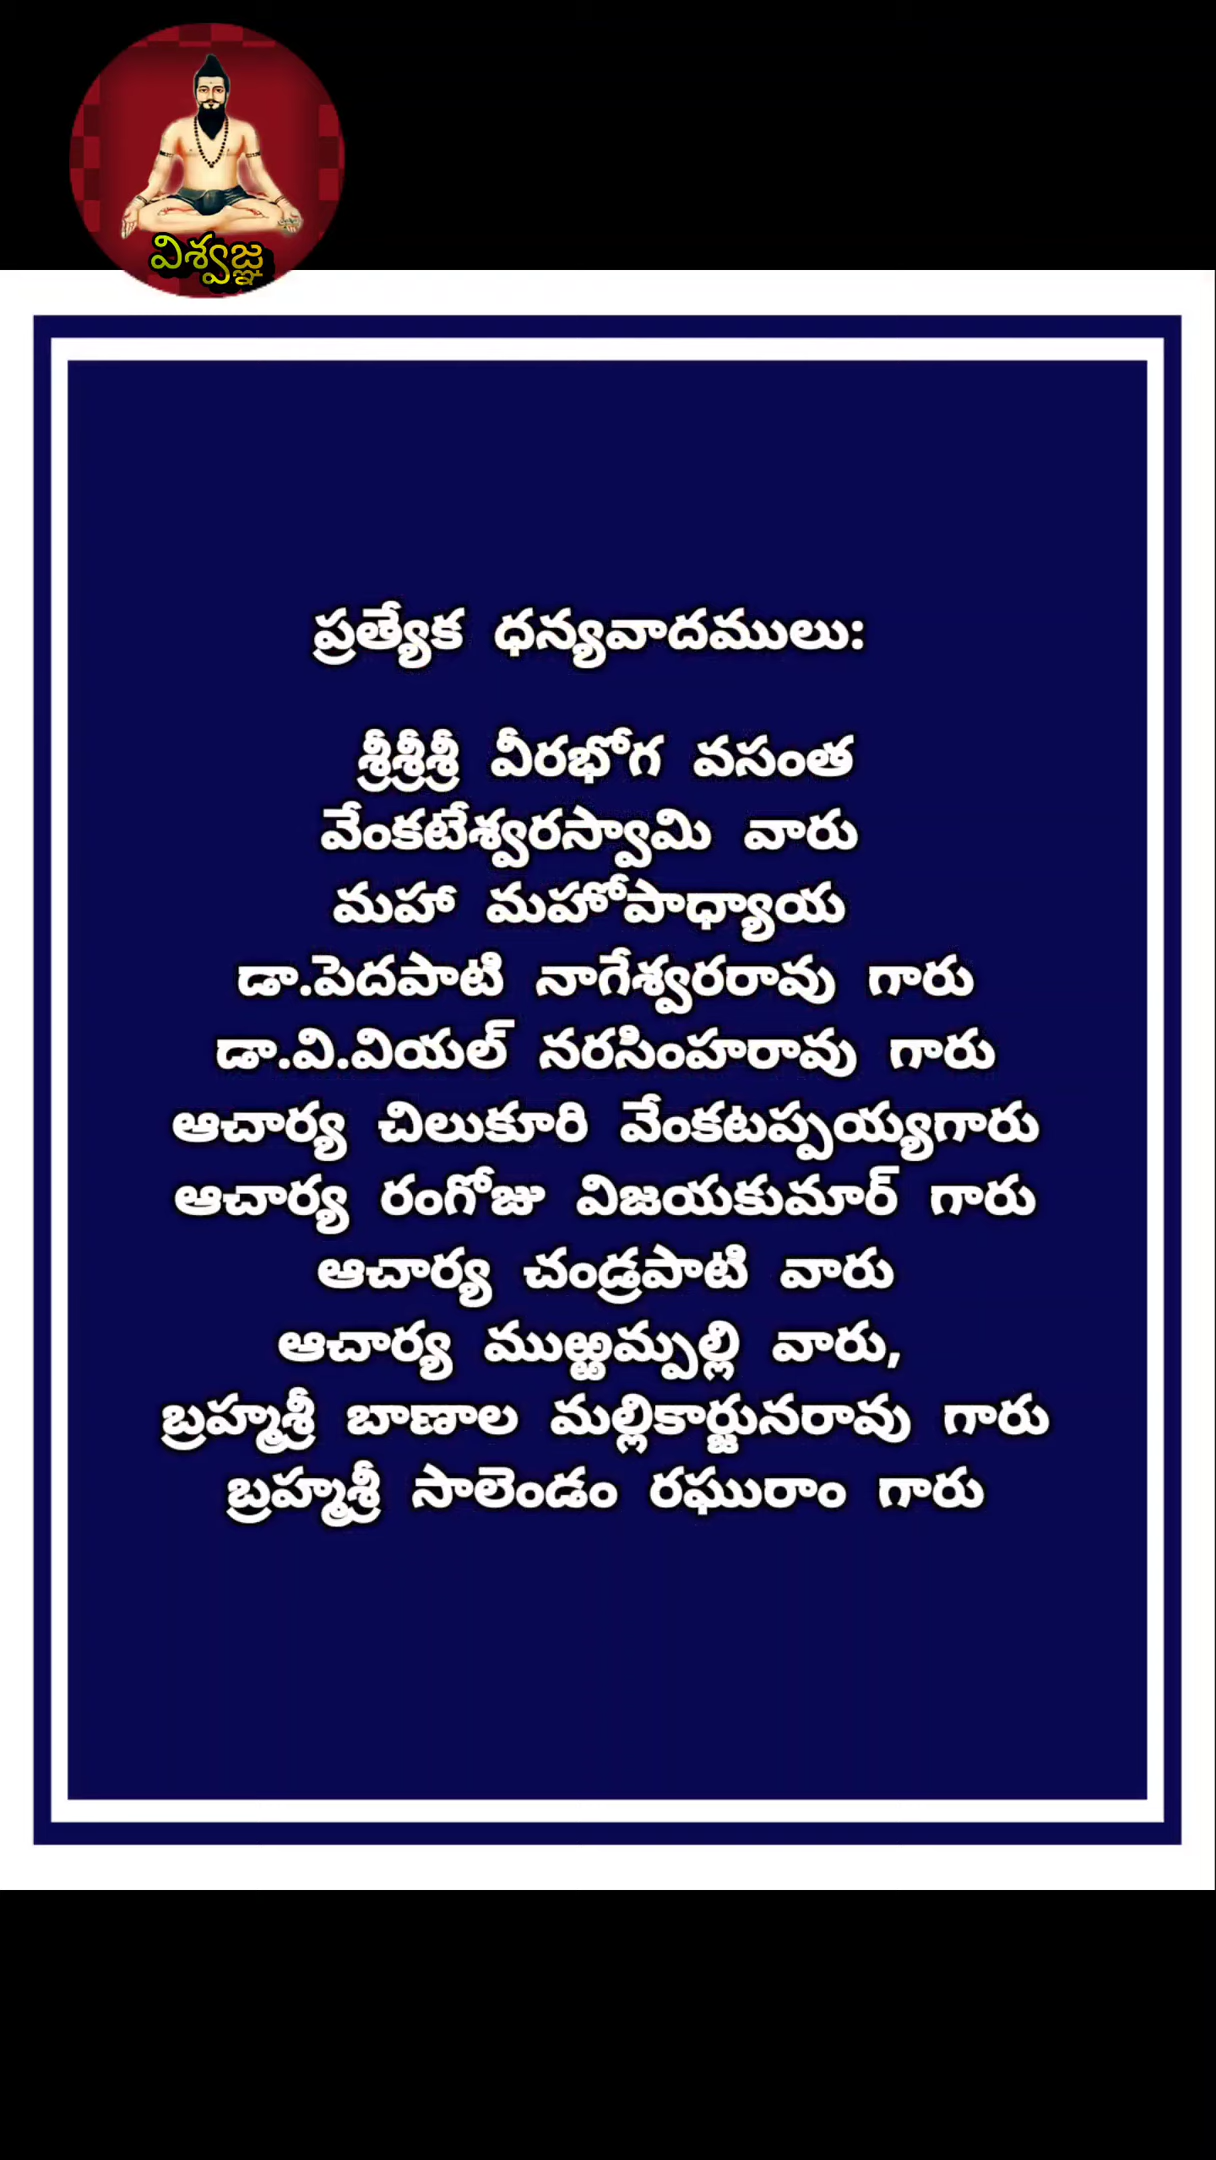 విశ్వజ్ఞ
ప్రత్యేక ధన్యవాదములు:
శ్రీశ్రీశ్రీ వీరభోగ వసంత
వేంకటేశ్వరస్వామి వారు
మహా మహోపాధ్యాయ
డా.పెదపాటి నాగేశ్వరరావు గారు
డా.వి.వియల్ నరసింహరావు గారు
ఆచార్య చిలుకూరి వేంకటప్పయ్యగారు
ఆచార్య రంగోజు విజయకుమార్ గారు
ఆచార్య చండ్రపాటి వారు
ఆచార్య ముఱ్ఱమ్పల్లి వారు,
బ్రహ్మశ్రీ బాణాల మల్లికార్జునరావు గారు
బ్రహ్మశ్రీ సాలెండం రఘురాం గారు